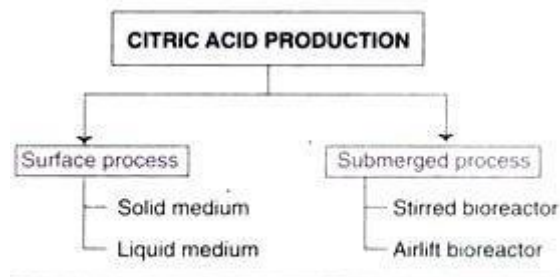 CITRIC ACID PRODUCTION
Surface process
Submerged process
Solid medium
Stirred bioreactor
Liquid medium
Airlift bioreactor